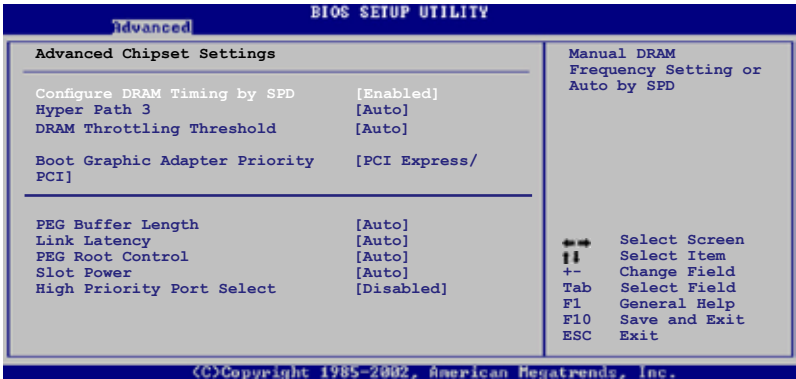 BIOS SETUP UTILITY
Advanced
Advanced Chipset Settings
Configure DRAM Timing by SPD [Enabled]
Hyper Path 3 [Auto]
DRAM Throttling Threshold [Auto]
Boot Graphic Adapter Priority [PCI Express/
PCI]
PEG Buffer Length [Auto]
Link Latency [Auto]
PEG Root Control [Auto]
Slot Power [Auto]
High Priority Port Select [Disabled]
Manual DRAM
Frequency Setting or
Auto by SPD
←→ Select Screen
↑↓ Select Item
+- Change Field
Tab Select Field
F1 General Help
F10 Save and Exit
ESC Exit
(C)Copyright 1985-2002, American Megatrends, Inc.